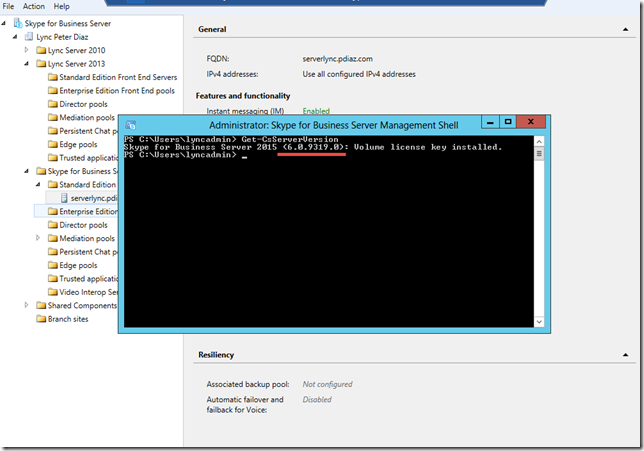 File Action Help
Skype for Business Server
Lync Peter Diaz
Lync Server 2010
Lync Server 2013
Standard Edition Front End Servers
Enterprise Edition Front End pools
Director pools
Mediation pools
Persistent Chat p
Edge pools
Trusted applicatio
Skype for Business Se
Standard Edition
serverlync.pdia
Enterprise Edition
Director pools
Mediation pools
Persistent Chat po
Edge pools
Trusted applicatio
Video Interop Ser
Shared Components
Branch sites
General
FQDN: serverlync.pdiaz.com
IPv4 addresses: Use all configured IPv4 addresses
Features and functionality
Instant messaging (IM) Enabled
Administrator: Skype for Business Server Management Shell
PS C:\Users\lyncadmin> Get-CsServerVersion
Skype for Business Server 2015 (6.0.9319.0): Volume license key installed.
PS C:\Users\lyncadmin> _
Resiliency
Associated backup pool: Not configured
Automatic failover and Disabled
failback for Voice: